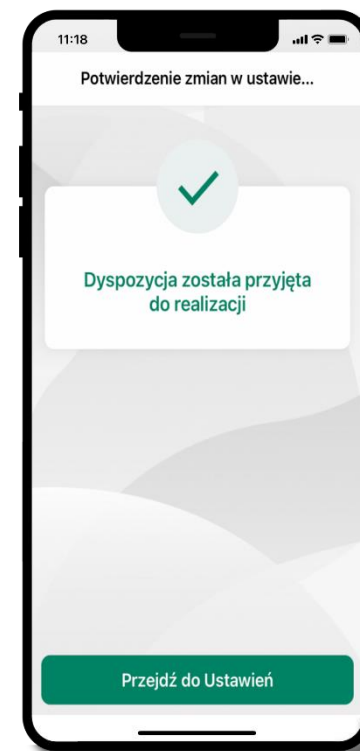 11:18
Potwierdzenie zmian w ustawie...
Dyspozycja została przyjęta
do realizacji
Przejdź do Ustawień